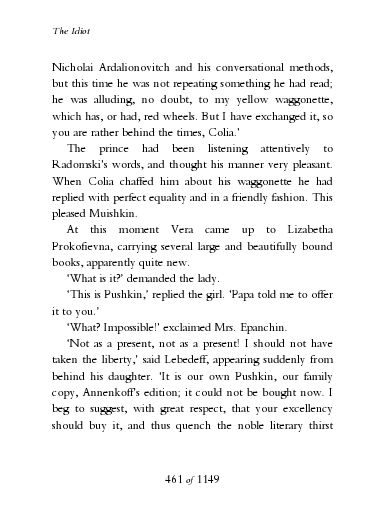 The Idiot
Nicholai Ardalionovitch and his conversational methods,
but this time he was not repeating something he had read;
he was alluding, no doubt, to my yellow waggonette,
which has, or had, red wheels. But I have exchanged it, so
you are rather behind the times, Colia.'
The prince had been listening attentively to
Radomski's words, and thought his manner very pleasant.
When Colia chaffed him about his waggonette he had
replied with perfect equality and in a friendly fashion. This
pleased Muishkin.
At this moment Vera came up to Lizabetha
Prokofievna, carrying several large and beautifully bound
books, apparently quite new.
'What is it?' demanded the lady.
'This is Pushkin,' replied the girl. 'Papa told me to offer
it to you.'
'What? Impossible!' exclaimed Mrs. Epanchin.
'Not as a present, not as a present! I should not have
taken the liberty,' said Lebedeff, appearing suddenly from
behind his daughter. 'It is our own Pushkin, our family
copy, Annenkoff's edition; it could not be bought now. I
beg to suggest, with great respect, that your excellency
should buy it, and thus quench the noble literary thirst
461 of 1149